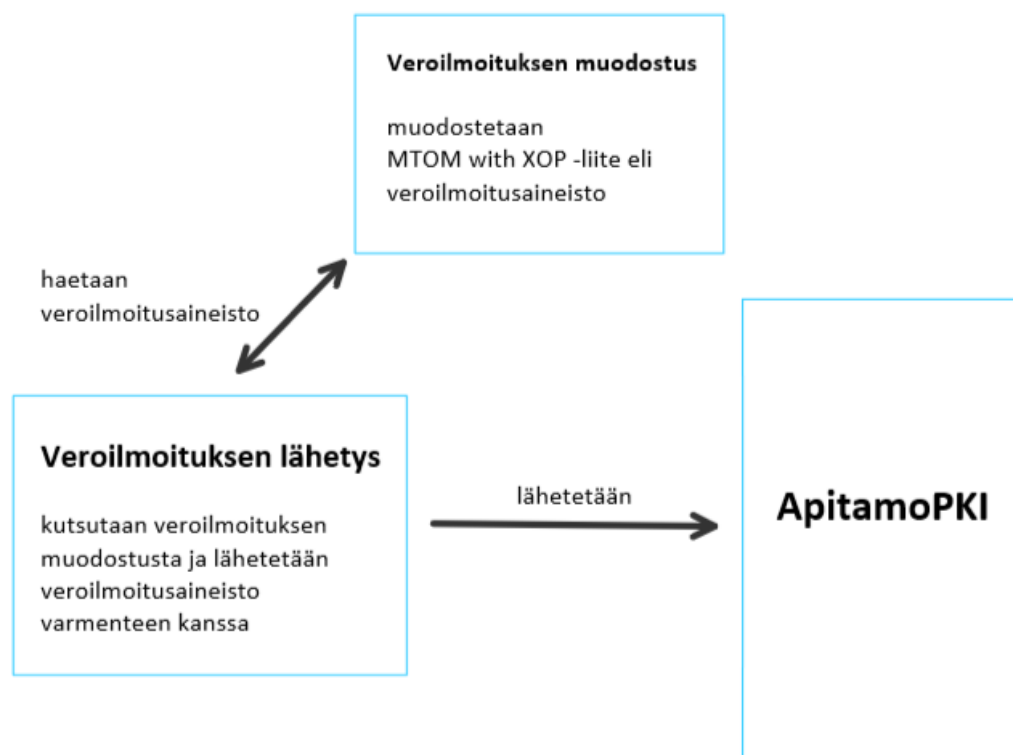 Veroilmoituksen muodostus
muodostetaan
MTOM with XOP -liite eli
veroilmoitusaineisto
haetaan
veroilmoitusaineisto
Veroilmoituksen lähetys
kutsutaan veroilmoituksen
muodostusta ja lähetetään
veroilmoitusaineisto
varmenteen kanssa
lähetetään
ApitamoPKI